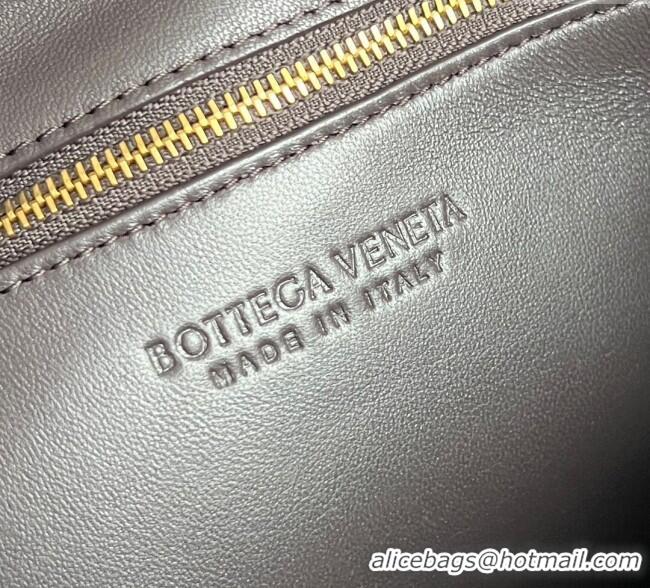 BOTTEGA VENETA
MADE IN ITALY
alicebags@hotmail.com